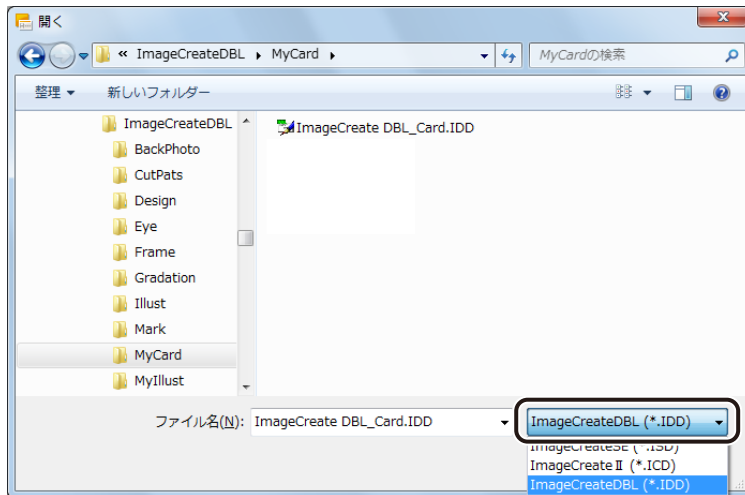 開く
« ImageCreateDBL ▸ MyCard ▸
MyCardの検索
整理 ▼ 新しいフォルダー
ImageCreateDBL
BackPhoto
CutPats
Design
Eye
Frame
Gradation
Illust
Mark
MyCard
MyIllust
ImageCreate DBL_Card.IDD
ファイル名(N): ImageCreate DBL_Card.IDD
ImageCreateDBL (*.IDD)
ImageCreateSE (*.ISD)
ImageCreateⅡ (*.ICD)
ImageCreateDBL (*.IDD)